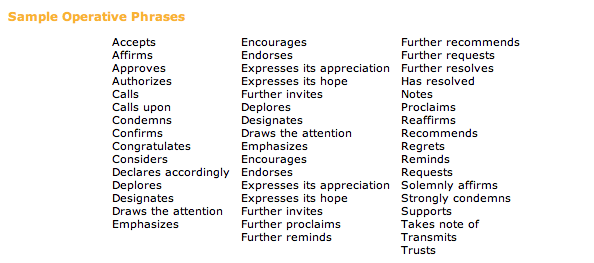 Sample Operative Phrases
Accepts
Affirms
Approves
Authorizes
Calls
Calls upon
Condemns
Confirms
Congratulates
Considers
Declares accordingly
Deplores
Designates
Draws the attention
Emphasizes
Encourages
Endorses
Expresses its appreciation
Expresses its hope
Further invites
Deplores
Designates
Draws the attention
Emphasizes
Encourages
Endorses
Expresses its appreciation
Expresses its hope
Further invites
Further proclaims
Further reminds
Further recommends
Further requests
Further resolves
Has resolved
Notes
Proclaims
Reaffirms
Recommends
Regrets
Reminds
Requests
Solemnly affirms
Strongly condemns
Supports
Takes note of
Transmits
Trusts